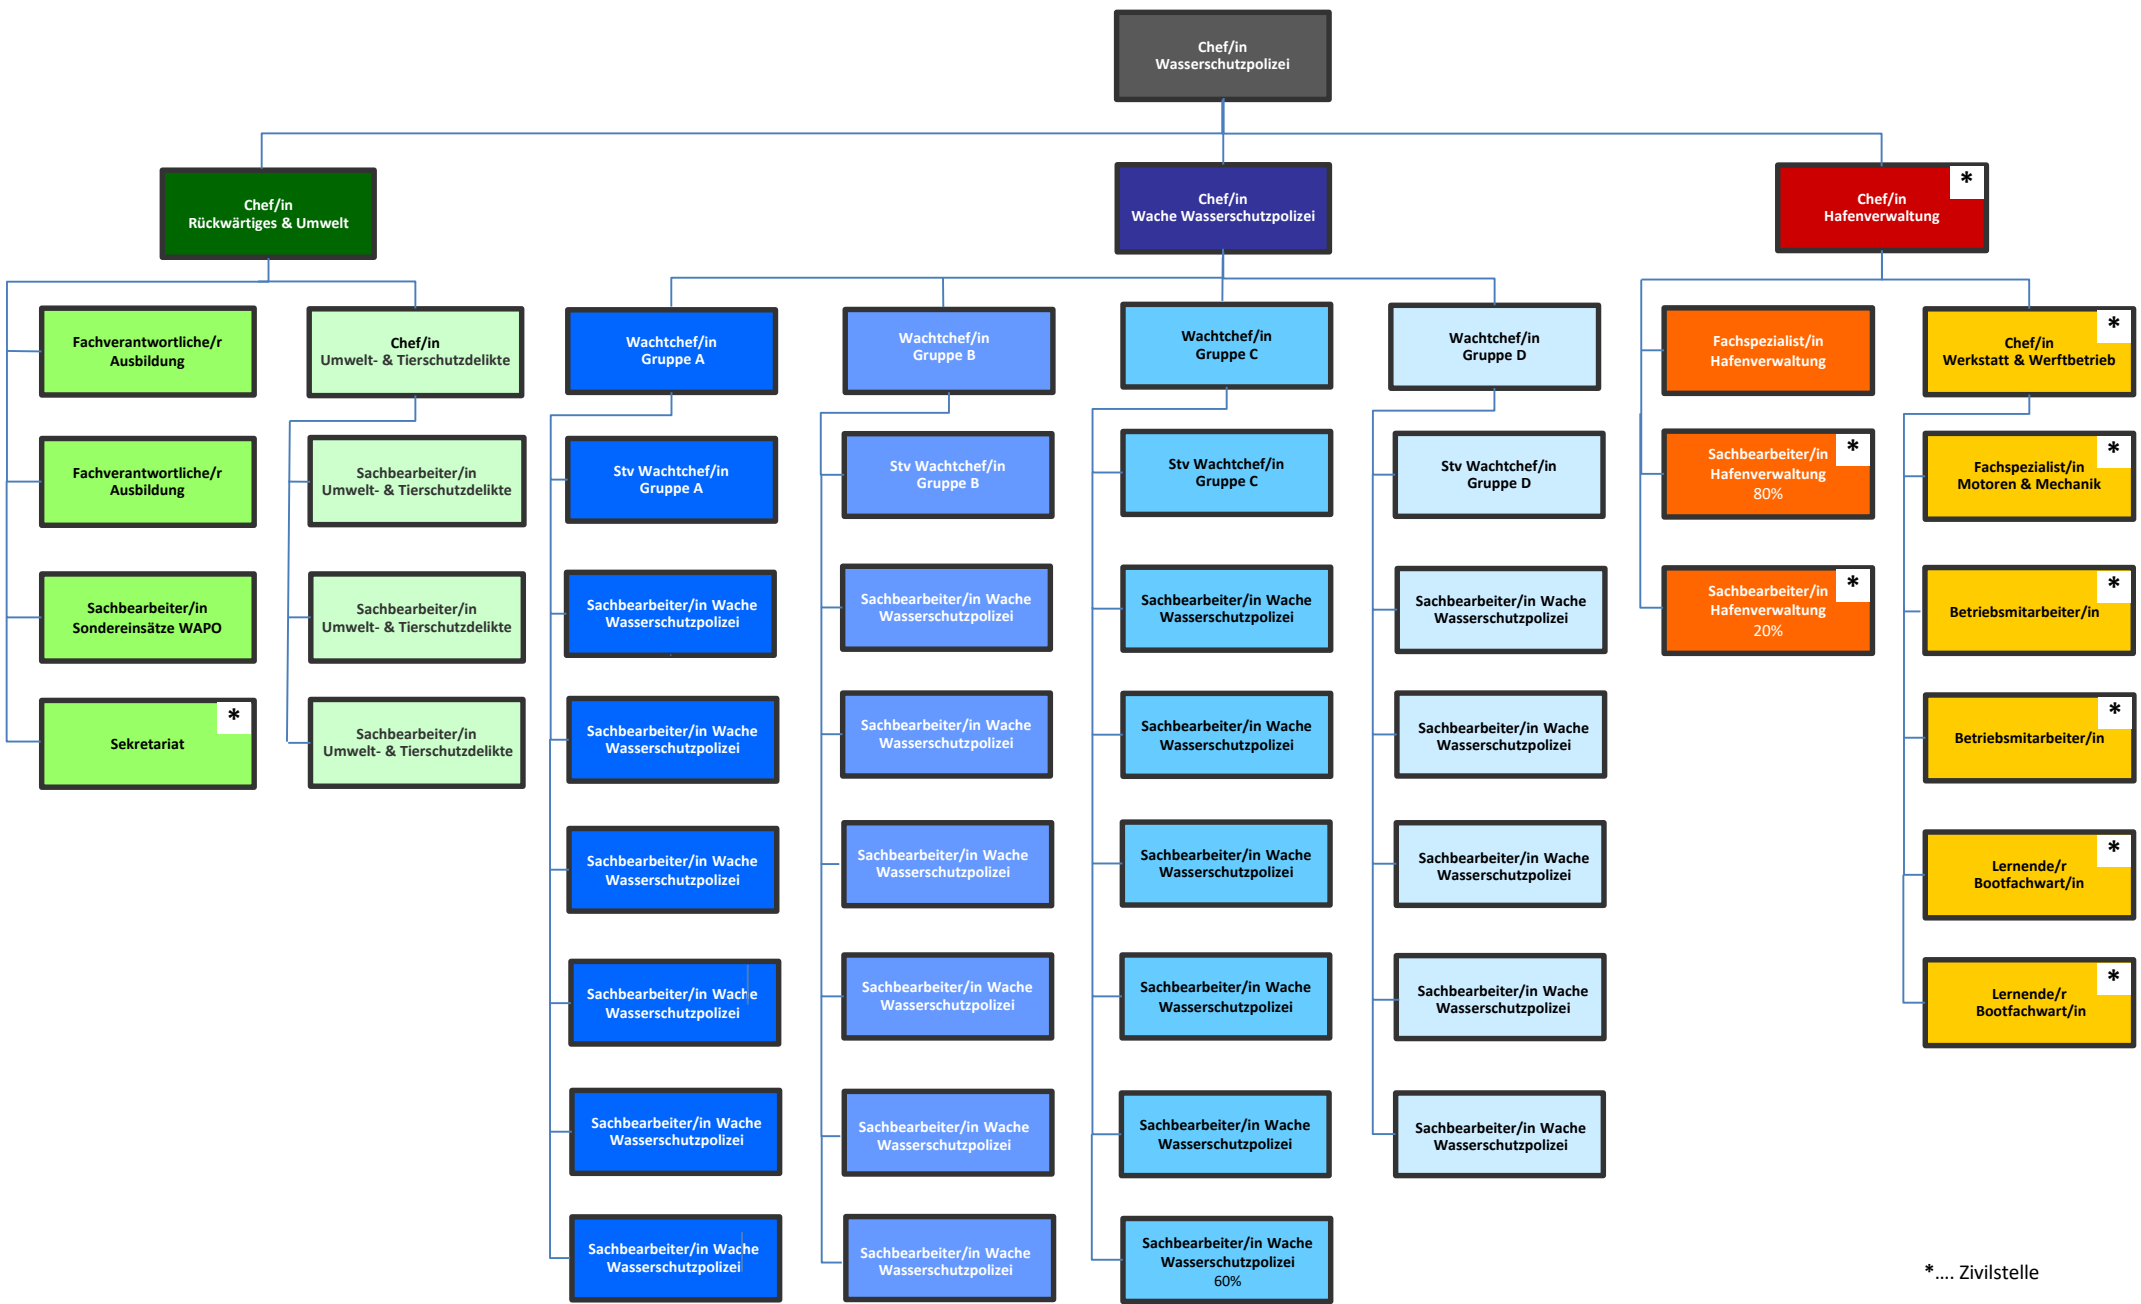 Chef/in
Wasserschutzpolizei
Chef/in
Rückwärtiges & Umwelt
Chef/in
Wache Wasserschutzpolizei
*
Chef/in
Hafenverwaltung
Fachverantwortliche/r
Ausbildung
Fachverantwortliche/r
Ausbildung
Sachbearbeiter/in
Sondereinsätze WAPO
*
Sekretariat
Chef/in
Umwelt- & Tierschutzdelikte
Sachbearbeiter/in
Umwelt- & Tierschutzdelikte
Sachbearbeiter/in
Umwelt- & Tierschutzdelikte
Sachbearbeiter/in
Umwelt- & Tierschutzdelikte
Wachtchef/in
Gruppe A
Stv Wachtchef/in
Gruppe A
Sachbearbeiter/in Wache
Wasserschutzpolizei
Sachbearbeiter/in Wache
Wasserschutzpolizei
Sachbearbeiter/in Wache
Wasserschutzpolizei
Sachbearbeiter/in Wache
Wasserschutzpolizei
Sachbearbeiter/in Wache
Wasserschutzpolizei
Sachbearbeiter/in Wache
Wasserschutzpolizei
Wachtchef/in
Gruppe B
Stv Wachtchef/in
Gruppe B
Sachbearbeiter/in Wache
Wasserschutzpolizei
Sachbearbeiter/in Wache
Wasserschutzpolizei
Sachbearbeiter/in Wache
Wasserschutzpolizei
Sachbearbeiter/in Wache
Wasserschutzpolizei
Sachbearbeiter/in Wache
Wasserschutzpolizei
Sachbearbeiter/in Wache
Wasserschutzpolizei
Wachtchef/in
Gruppe C
Stv Wachtchef/in
Gruppe C
Sachbearbeiter/in Wache
Wasserschutzpolizei
Sachbearbeiter/in Wache
Wasserschutzpolizei
Sachbearbeiter/in Wache
Wasserschutzpolizei
Sachbearbeiter/in Wache
Wasserschutzpolizei
Sachbearbeiter/in Wache
Wasserschutzpolizei
Sachbearbeiter/in Wache
Wasserschutzpolizei
60%
Wachtchef/in
Gruppe D
Stv Wachtchef/in
Gruppe D
Sachbearbeiter/in Wache
Wasserschutzpolizei
Sachbearbeiter/in Wache
Wasserschutzpolizei
Sachbearbeiter/in Wache
Wasserschutzpolizei
Sachbearbeiter/in Wache
Wasserschutzpolizei
Sachbearbeiter/in Wache
Wasserschutzpolizei
Fachspezialist/in
Hafenverwaltung
*
Sachbearbeiter/in
Hafenverwaltung
80%
*
Sachbearbeiter/in
Hafenverwaltung
20%
*
Chef/in
Werkstatt & Werftbetrieb
*
Fachspezialist/in
Motoren & Mechanik
*
Betriebsmitarbeiter/in
*
Betriebsmitarbeiter/in
*
Lernende/r
Bootfachwart/in
*
Lernende/r
Bootfachwart/in
*.... Zivilstelle